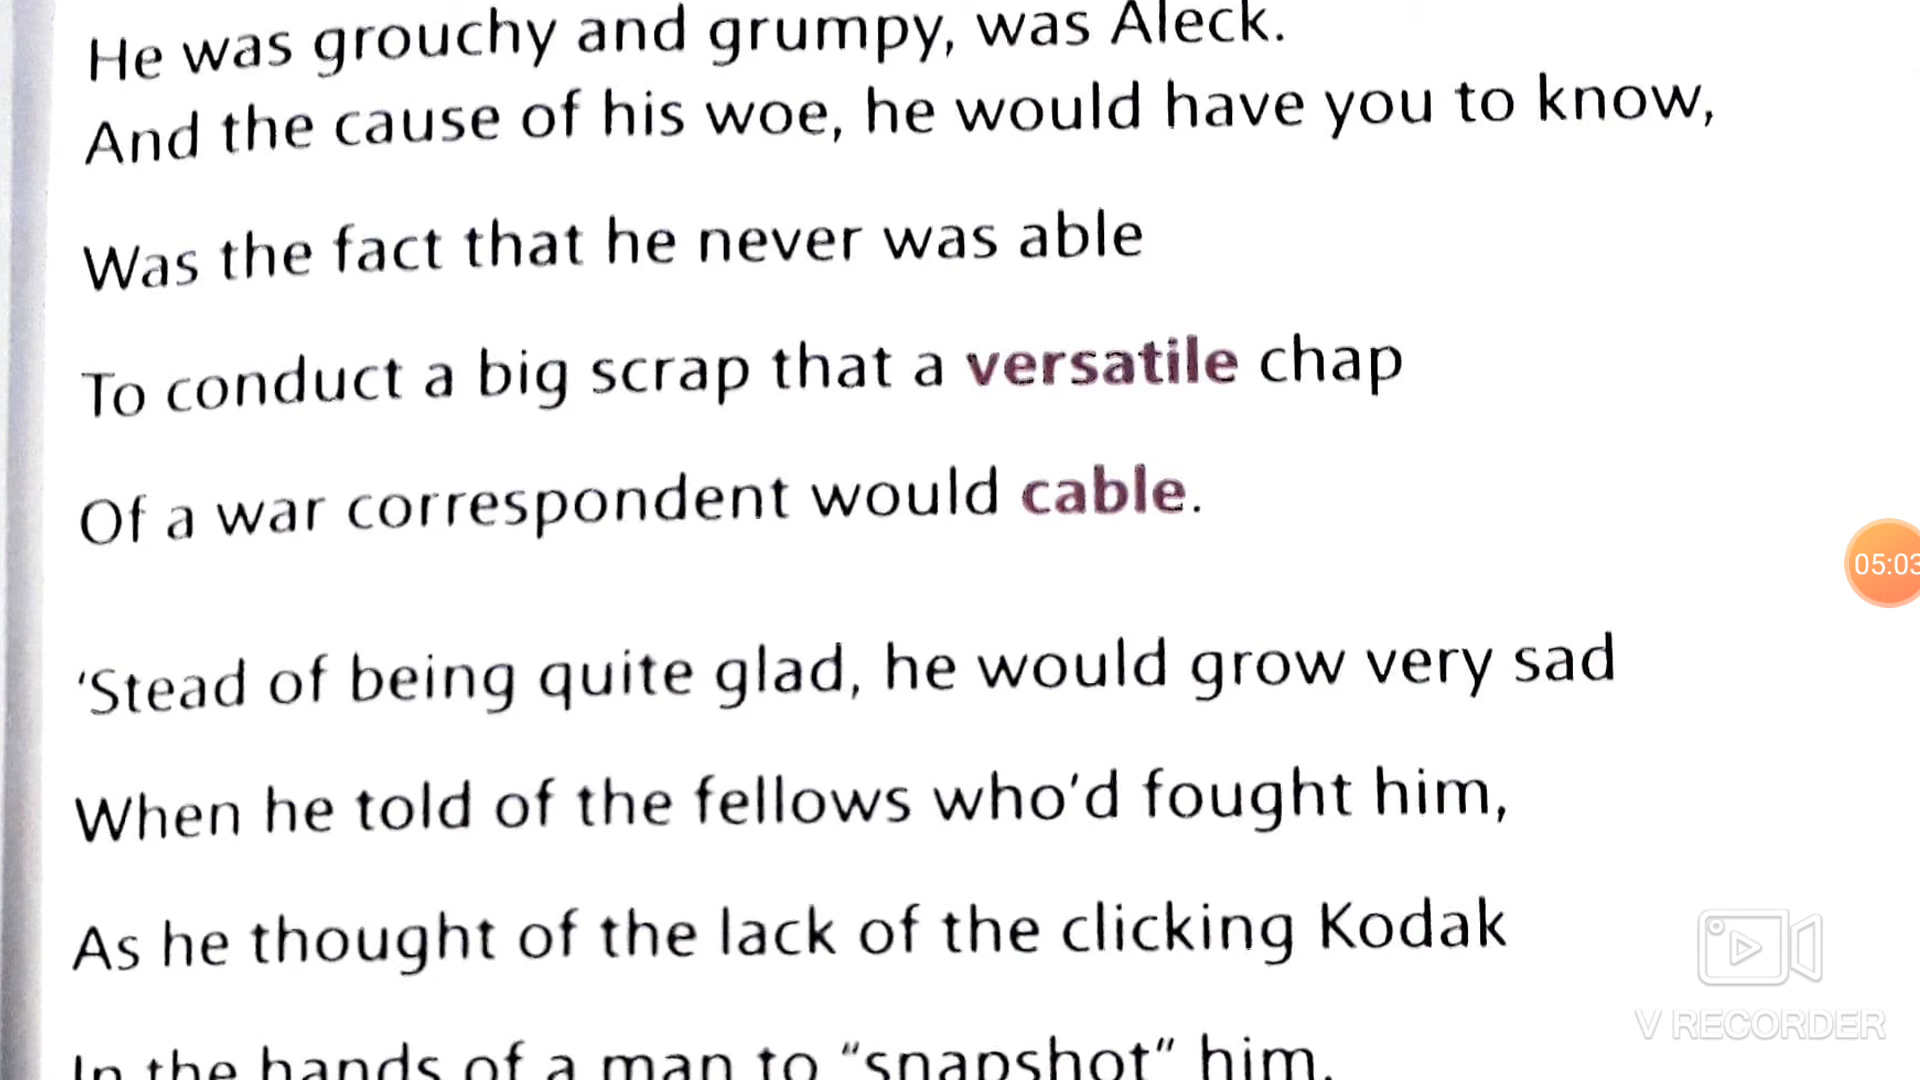 He was grouchy and grumpy, was Aleck.
And the cause of his woe, he would have you to know,
Was the fact that he never was able
To conduct a big scrap that a versatile chap
Of a war correspondent would cable.
'Stead of being quite glad, he would grow very sad
When he told of the fellows who'd fought him,
As he thought of the lack of the clicking Kodak
In the hands of a man to “snapshot” him.
05:03
V RECORDER